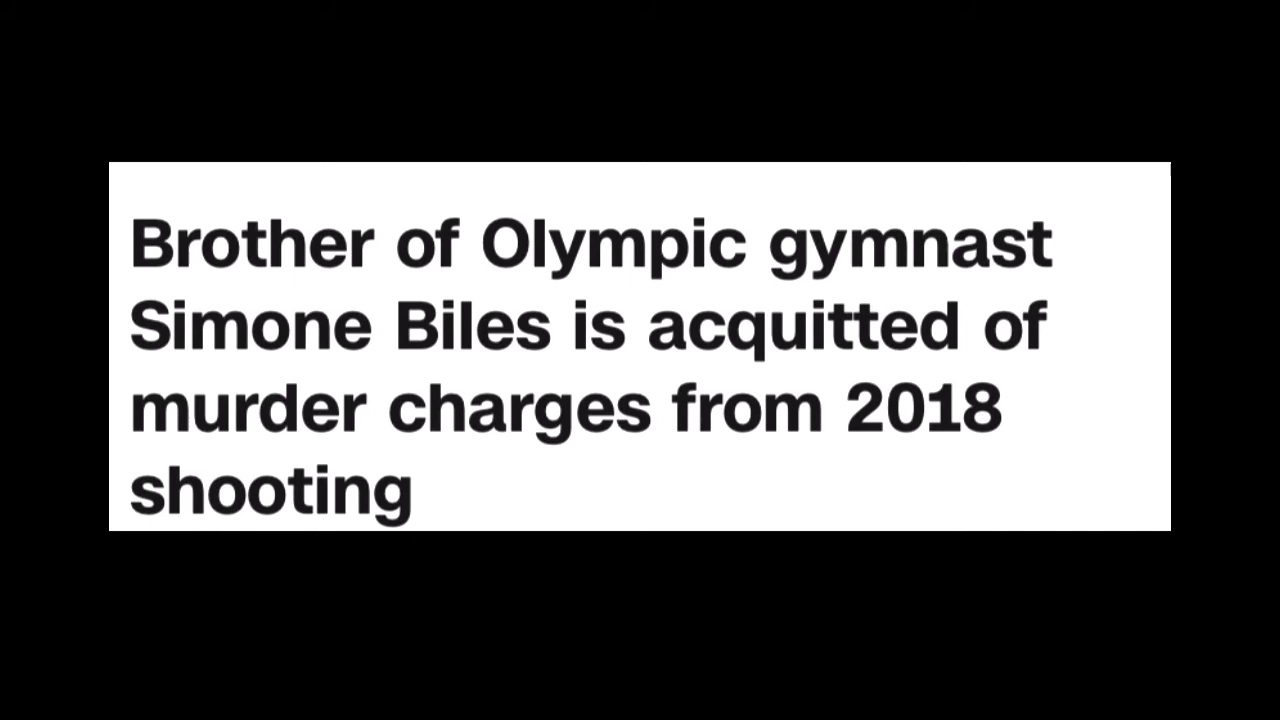 Brother of Olympic gymnast
Simone Biles is acquitted of
murder charges from 2018
shooting